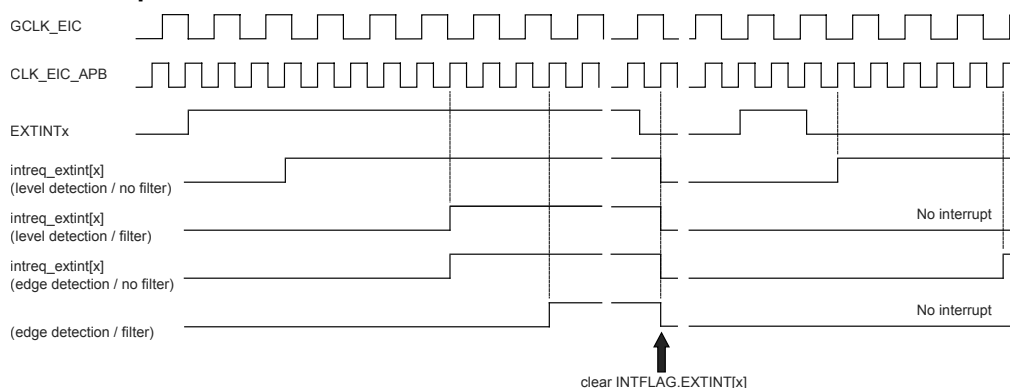 GCLK_EIC
CLK_EIC_APB
EXTINTx
intreq_extint[x]
(level detection / no filter)
intreq_extint[x]
(level detection / filter)
No interrupt
intreq_extint[x]
(edge detection / no filter)
(edge detection / filter)
No interrupt
clear INTFLAG.EXTINT[x]